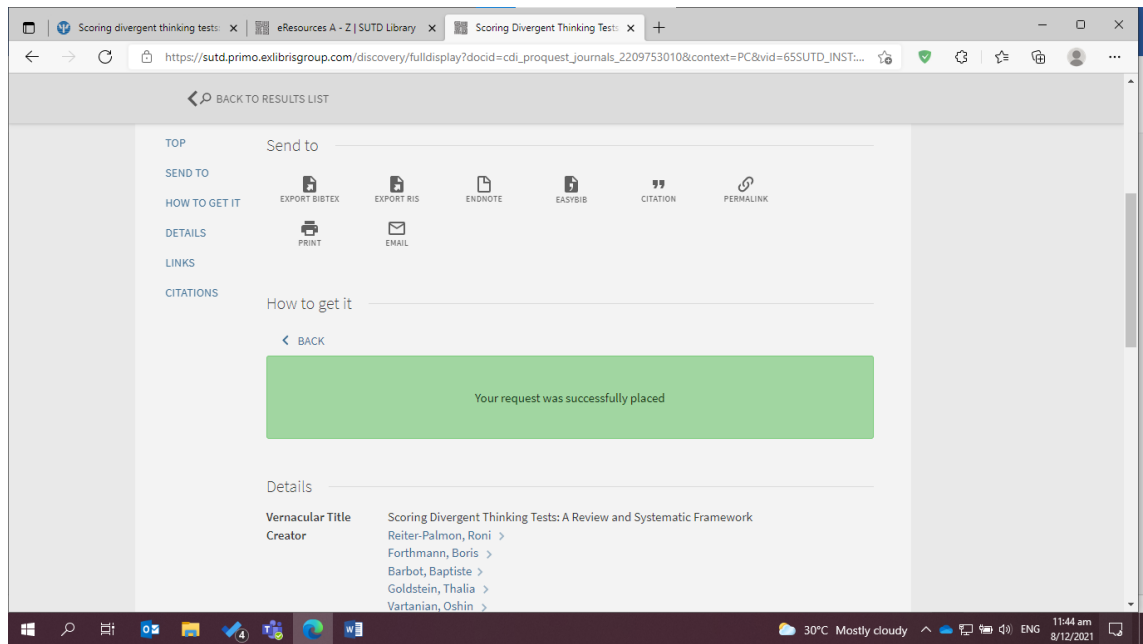 Scoring divergent thinking tests:
eResources A - Z | SUTD Library
Scoring Divergent Thinking Tests
https://sutd.primo.exlibrisgroup.com/discovery/fulldisplay?docid=cdi_proquest_journals_2209753010&context=PC&vid=65SUTD_INST:...
BACK TO RESULTS LIST
TOP
SEND TO
HOW TO GET IT
DETAILS
LINKS
CITATIONS
Send to
EXPORT BIBTEX
EXPORT RIS
ENDNOTE
EASYBIB
CITATION
PERMALINK
PRINT
EMAIL
How to get it
BACK
Your request was successfully placed
Details
Vernacular Title Scoring Divergent Thinking Tests: A Review and Systematic Framework
Creator Reiter-Palmon, Roni
Forthmann, Boris
Barbot, Baptiste
Goldstein, Thalia
Vartanian, Oshin
4
30°C Mostly cloudy
ENG
11:44 am
8/12/2021